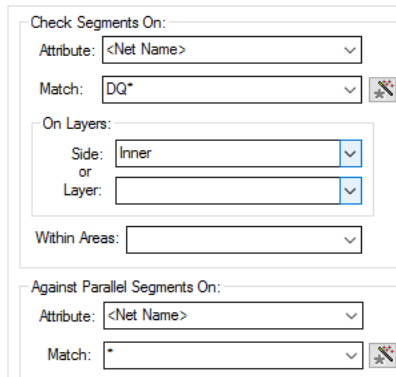 Check Segments On:
Attribute: <Net Name>
Match: DQ*
On Layers:
Side: Inner
or
Layer:
Within Areas:
Against Parallel Segments On:
Attribute: <Net Name>
Match: *